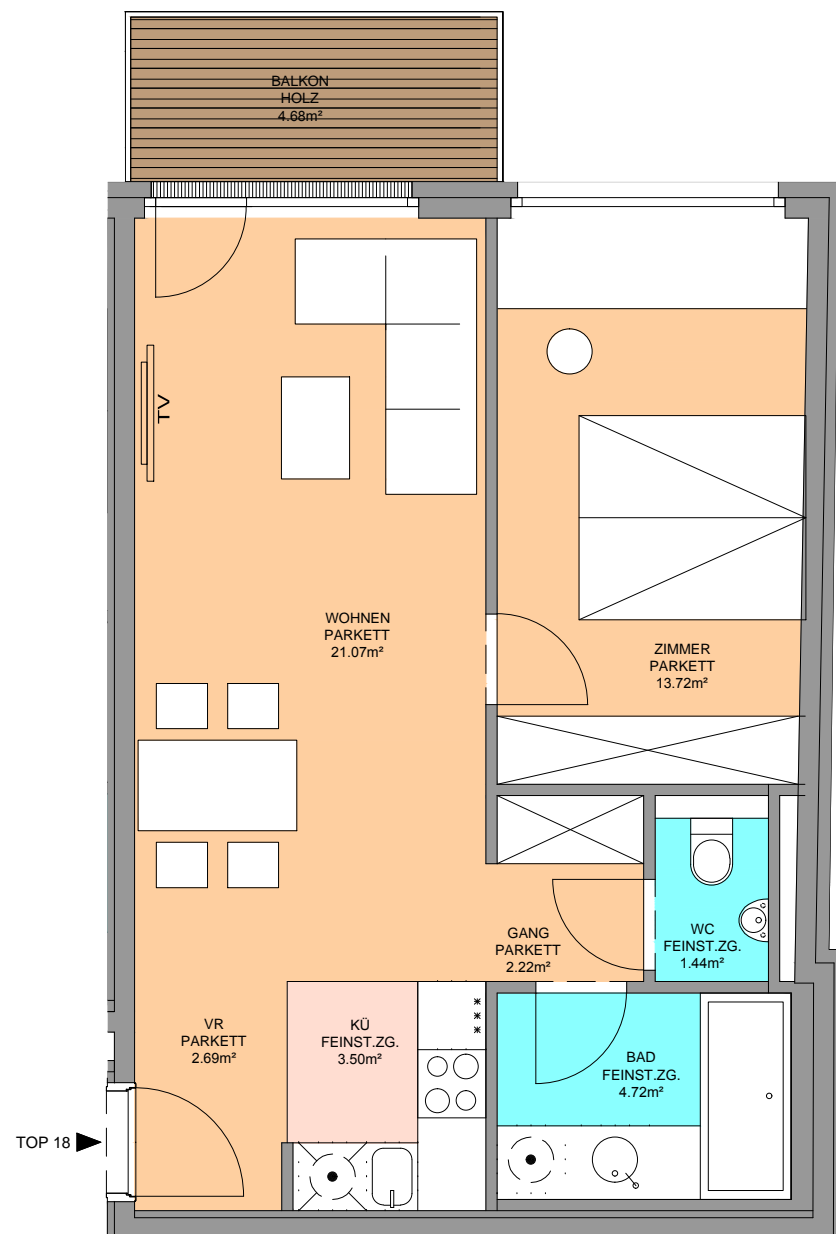 BALKON
HOLZ
4.68m²
TV
WOHNEN
PARKETT
21.07m²
ZIMMER
PARKETT
13.72m²
GANG
PARKETT
2.22m²
WC
FEINST.ZG.
1.44m²
VR
PARKETT
2.69m²
KÜ
FEINST.ZG.
3.50m²
BAD
FEINST.ZG.
4.72m²
TOP 18